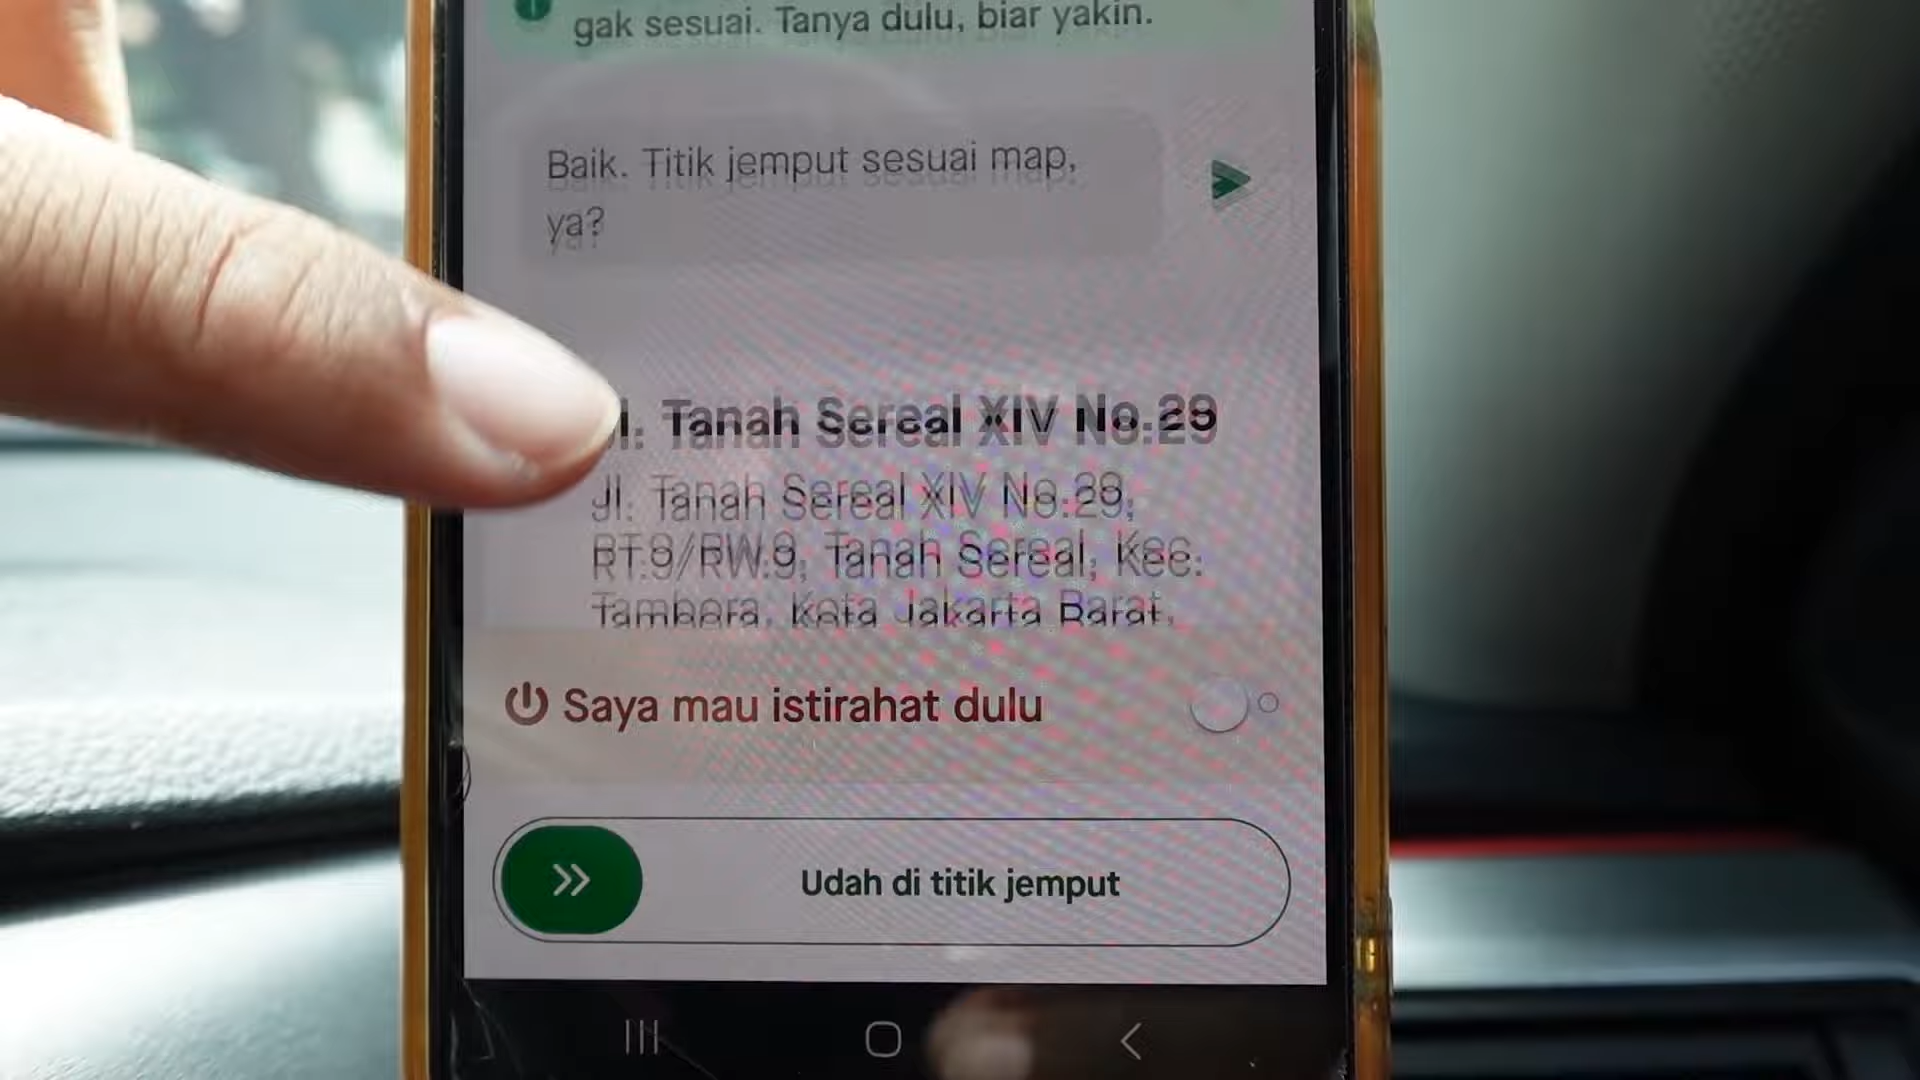 gak sesuai. Tanya dulu, biar yakin.
Baik. Titik jemput sesuai map,
ya?
Jl. Tanah Sereal XIV No.29
Jl. Tanah Sereal XIV No.29,
RT.9/RW.9, Tanah Sereal, Kec.
Tambora, Kota Jakarta Barat,
Saya mau istirahat dulu
Udah di titik jemput